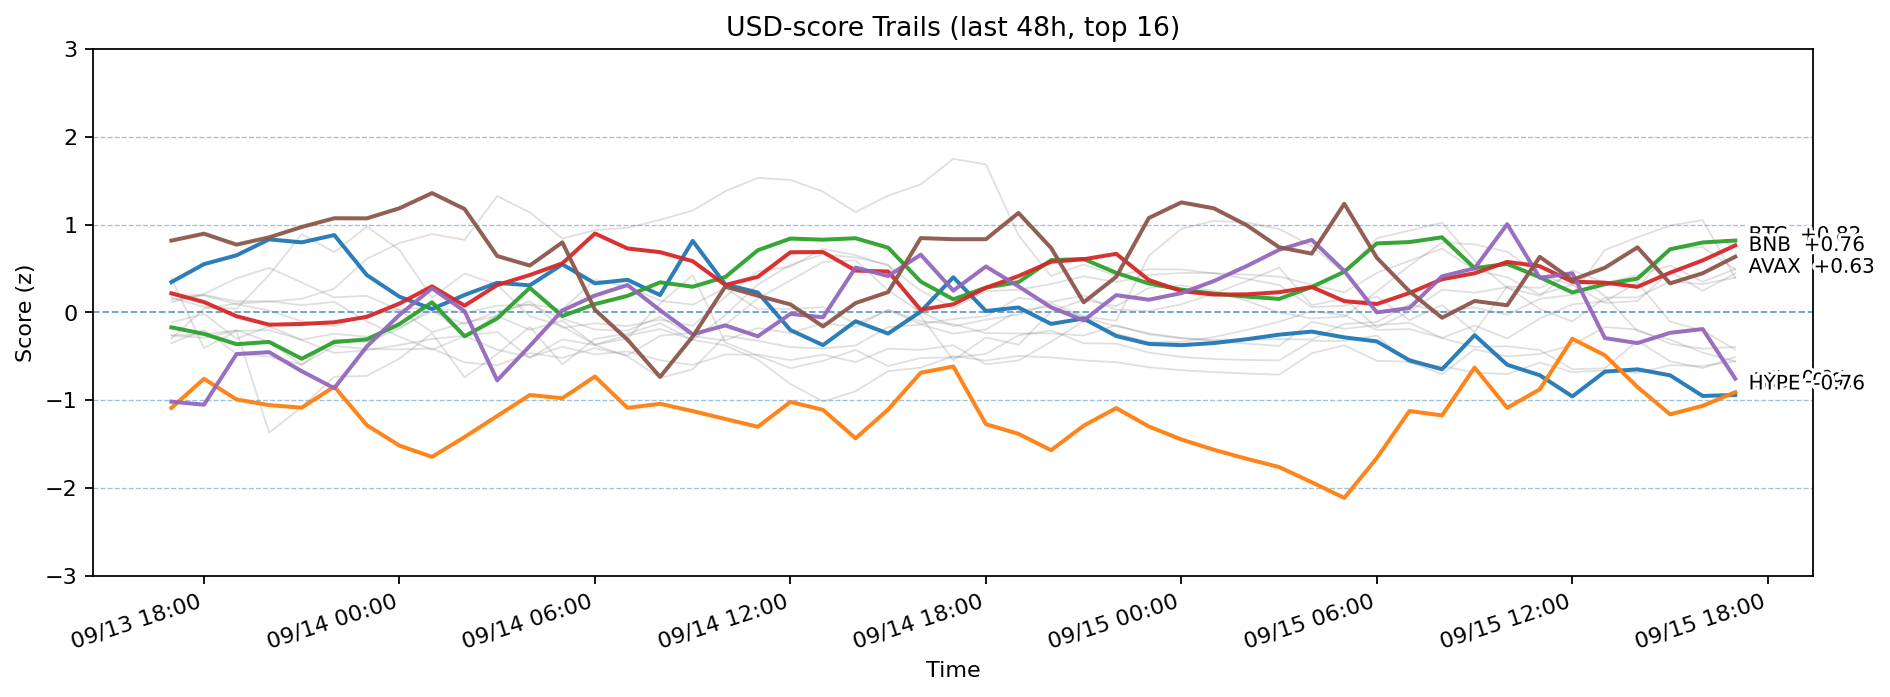 USD-score Trails (last 48h, top 16)
3
2
1
0
−1
−2
−3
Score (z)
BTC +0.82
BNB +0.76
AVAX +0.63
HYPE -0.76
09/13 18:00
09/14 00:00
09/14 06:00
09/14 12:00
09/14 18:00
09/15 00:00
09/15 06:00
09/15 12:00
09/15 18:00
Time